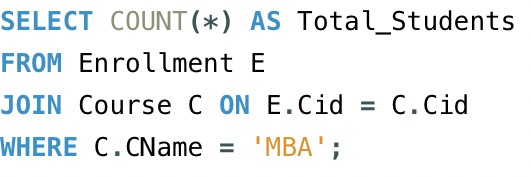 SELECT COUNT(*) AS Total_Students
FROM Enrollment E
JOIN Course C ON E.Cid = C.Cid
WHERE C.CName = 'MBA';